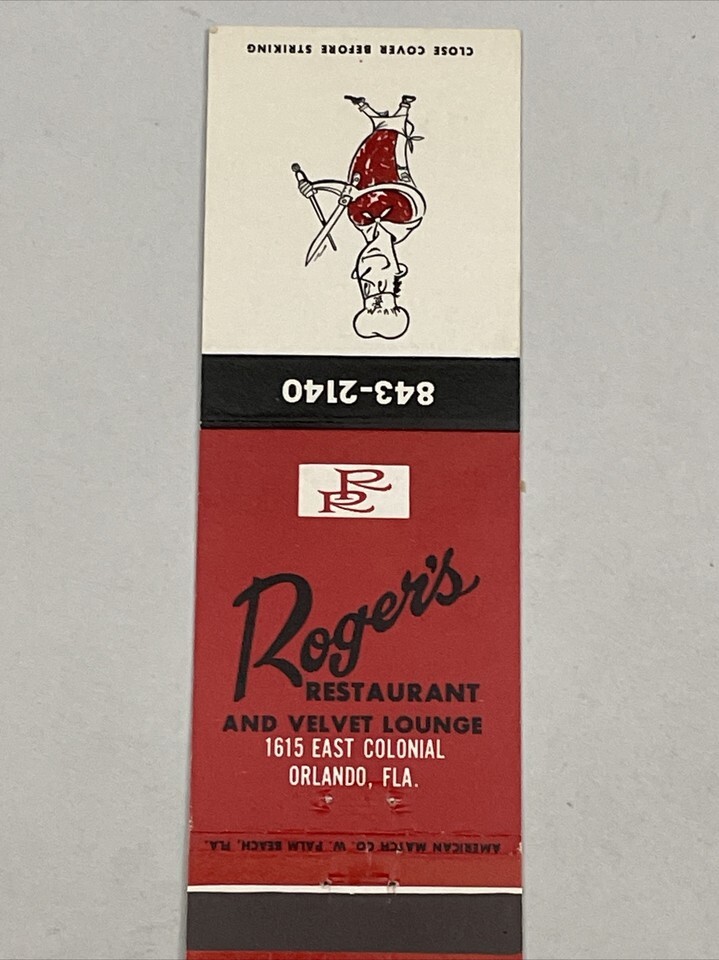 CLOSE COVER BEFORE STRIKING
843-2140
R
R
Roger's
RESTAURANT
AND VELVET LOUNGE
1615 EAST COLONIAL
ORLANDO, FLA.
AMERICAN MATCH CO. W. PALM BEACH, FLA.